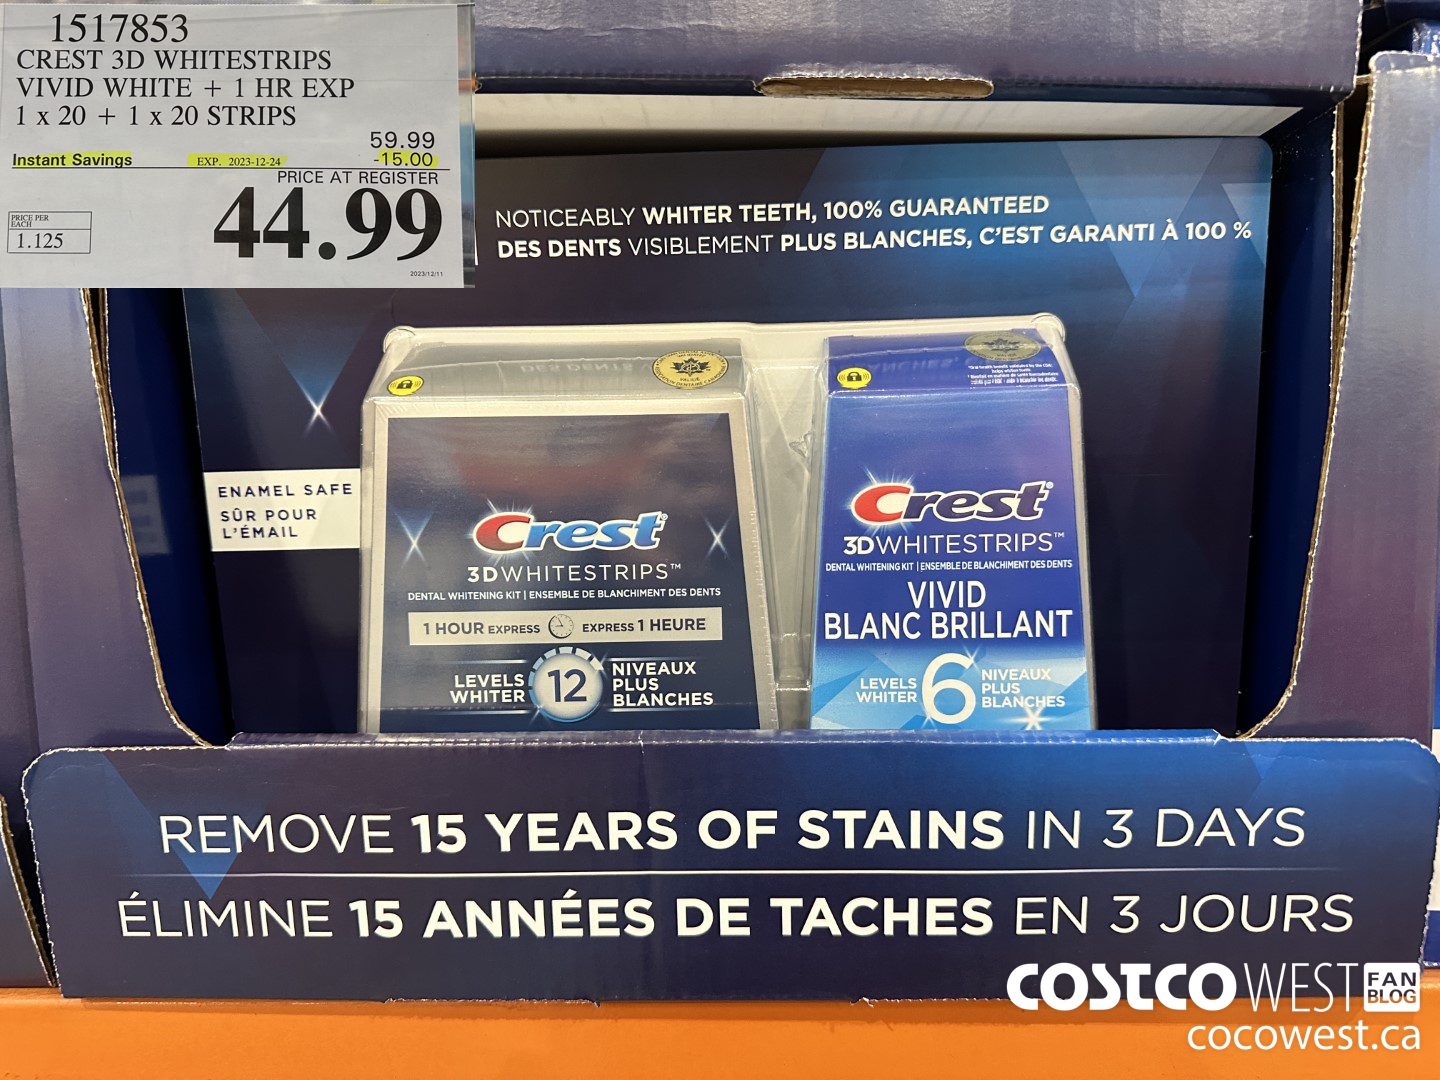 1517853
CREST 3D WHITESTRIPS
VIVID WHITE + 1 HR EXP
1 x 20 + 1 x 20 STRIPS
59.99
Instant Savings EXP. 2023-12-24 -15.00
PRICE AT REGISTER
44.99
PRICE PER
EACH
1.125
2023/12/11
NOTICEABLY WHITER TEETH, 100% GUARANTEED
DES DENTS VISIBLEMENT PLUS BLANCHES, C'EST GARANTI À 100 %
ENAMEL SAFE
SÛR POUR
L'ÉMAIL
Crest
3DWHITESTRIPS™
DENTAL WHITENING KIT | ENSEMBLE DE BLANCHIMENT DES DENTS
1 HOUR EXPRESS EXPRESS 1 HEURE
LEVELS
WHITER
12
NIVEAUX
PLUS
BLANCHES
Crest
3DWHITESTRIPS™
DENTAL WHITENING KIT | ENSEMBLE DE BLANCHIMENT DES DENTS
VIVID
BLANC BRILLANT
LEVELS
WHITER
6
NIVEAUX
PLUS
BLANCHES
REMOVE 15 YEARS OF STAINS IN 3 DAYS
ÉLIMINE 15 ANNÉES DE TACHES EN 3 JOURS
COSTCO WEST FAN BLOG
cocowest.ca